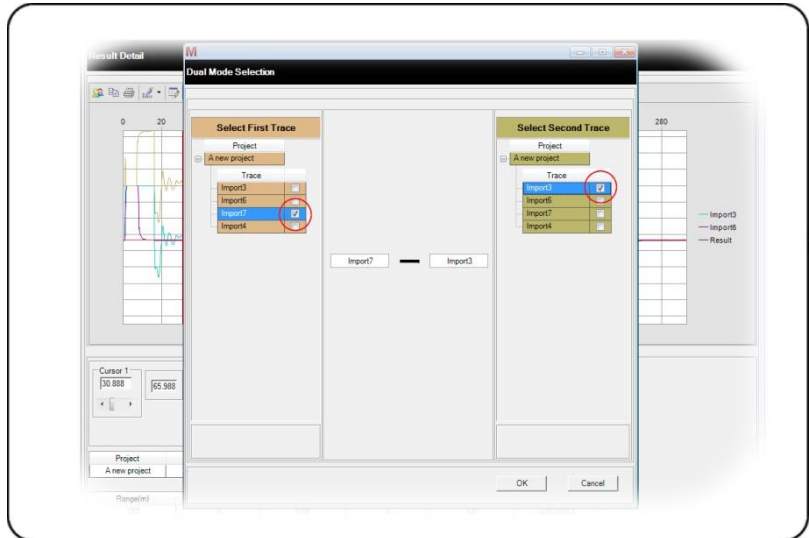 Result Detail
M
Dual Mode Selection
0 20
280
Select First Trace
Project
A new project
Trace
Import3
Import6
Import7
Import4
Import7
Import3
Select Second Trace
Project
A new project
Trace
Import3
Import6
Import7
Import4
Import3
Import6
Result
Cursor 1
30.888
65.988
Project
A new project
Range(m)
OK
Cancel